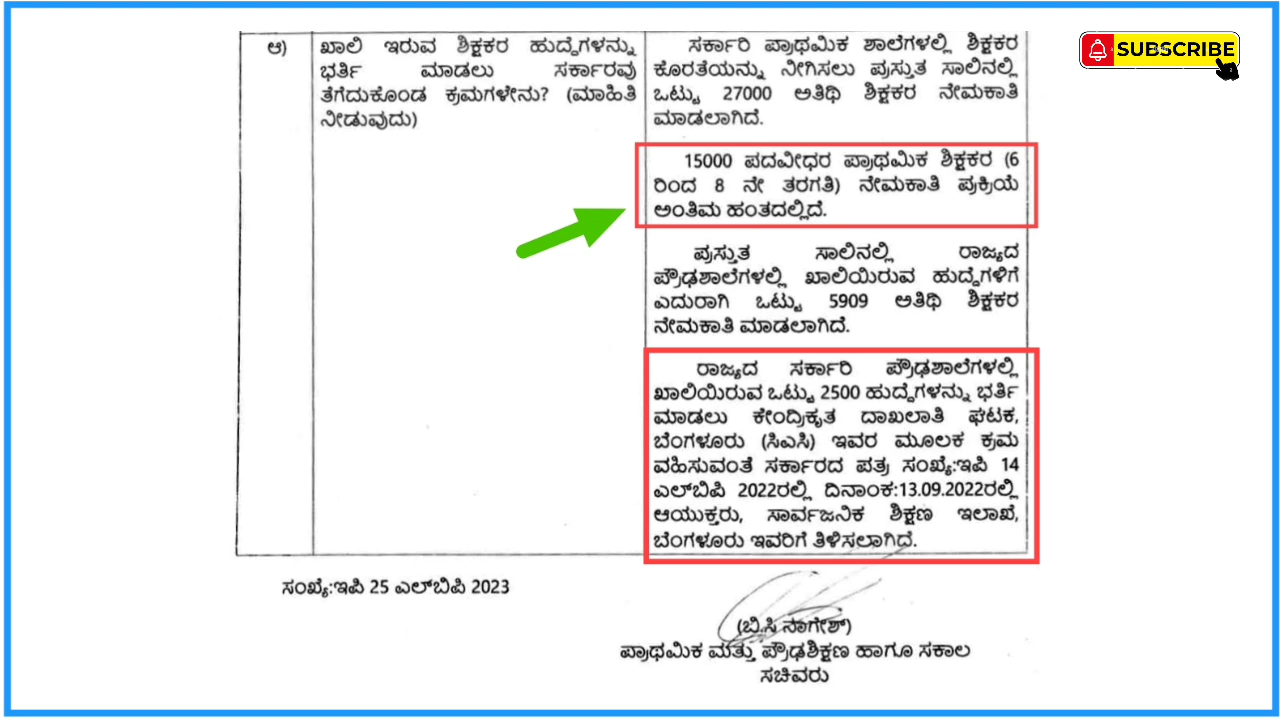 SUBSCRIBE
ಆ)
ಖಾಲಿ ಇರುವ ಶಿಕ್ಷಕರ ಹುದ್ದೆಗಳನ್ನು
ಭರ್ತಿ ಮಾಡಲು ಸರ್ಕಾರವು
ತೆಗೆದುಕೊಂಡ ಕ್ರಮಗಳೇನು? (ಮಾಹಿತಿ
ನೀಡುವುದು)
ಸರ್ಕಾರಿ ಪ್ರಾಥಮಿಕ ಶಾಲೆಗಳಲ್ಲಿ ಶಿಕ್ಷಕರ
ಕೊರತೆಯನ್ನು ನೀಗಿಸಲು ಪ್ರಸ್ತುತ ಸಾಲಿನಲ್ಲಿ
ಒಟ್ಟು 27000 ಅತಿಥಿ ಶಿಕ್ಷಕರ ನೇಮಕಾತಿ
ಮಾಡಲಾಗಿದೆ.
15000 ಪದವೀಧರ ಪ್ರಾಥಮಿಕ ಶಿಕ್ಷಕರ (6
ರಿಂದ 8 ನೇ ತರಗತಿ) ನೇಮಕಾತಿ ಪ್ರಕ್ರಿಯೆ
ಅಂತಿಮ ಹಂತದಲ್ಲಿದೆ.
ಪ್ರಸ್ತುತ ಸಾಲಿನಲ್ಲಿ ರಾಜ್ಯದ
ಪ್ರೌಢಶಾಲೆಗಳಲ್ಲಿ ಖಾಲಿಯಿರುವ ಹುದ್ದೆಗಳಿಗೆ
ಎದುರಾಗಿ ಒಟ್ಟು 5909 ಅತಿಥಿ ಶಿಕ್ಷಕರ
ನೇಮಕಾತಿ ಮಾಡಲಾಗಿದೆ.
ರಾಜ್ಯದ ಸರ್ಕಾರಿ ಪ್ರೌಢಶಾಲೆಗಳಲ್ಲಿ
ಖಾಲಿಯಿರುವ ಒಟ್ಟು 2500 ಹುದ್ದೆಗಳನ್ನು ಭರ್ತಿ
ಮಾಡಲು ಕೇಂದ್ರಿಕೃತ ದಾಖಲಾತಿ ಘಟಕ,
ಬೆಂಗಳೂರು (ಸಿಎಸಿ) ಇವರ ಮೂಲಕ ಕ್ರಮ
ವಹಿಸುವಂತೆ ಸರ್ಕಾರದ ಪತ್ರ ಸಂಖ್ಯೆ:ಇಪಿ 14
ಎಲ್‌ಬಿಪಿ 2022ರಲ್ಲಿ ದಿನಾಂಕ:13.09.2022ರಲ್ಲಿ
ಆಯುಕ್ತರು, ಸಾರ್ವಜನಿಕ ಶಿಕ್ಷಣ ಇಲಾಖೆ,
ಬೆಂಗಳೂರು ಇವರಿಗೆ ತಿಳಿಸಲಾಗಿದೆ.
ಸಂಖ್ಯೆ:ಇಪಿ 25 ಎಲ್‌ಬಿಪಿ 2023
(ಬಿ.ಸಿ ನಾಗೇಶ್)
ಪ್ರಾಥಮಿಕ ಮತ್ತು ಪ್ರೌಢಶಿಕ್ಷಣ ಹಾಗೂ ಸಕಾಲ
ಸಚಿವರು